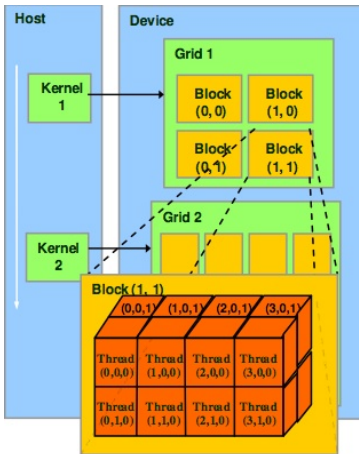 Host
Device
Grid 1
Kernel
1
Block
(0, 0)
Block
(1, 0)
Block
(0, 1)
Block
(1, 1)
Grid 2
Kernel
2
Block (1, 1)
(0,0,1) (1,0,1) (2,0,1) (3,0,1)
Thread Thread Thread Thread
(0,0,0) (1,0,0) (2,0,0) (3,0,0)
Thread Thread Thread Thread
(0,1,0) (1,1,0) (2,1,0) (3,1,0)